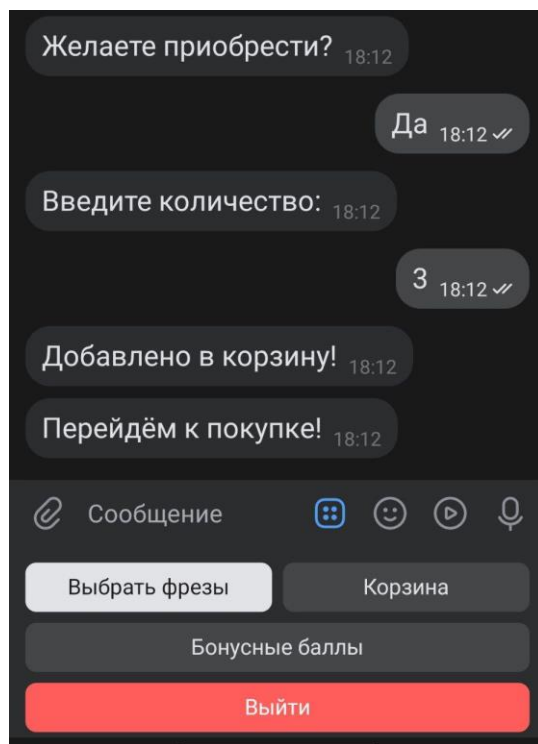 Желаете приобрести? 18:12
Да 18:12
Введите количество: 18:12
3 18:12
Добавлено в корзину! 18:12
Перейдём к покупке! 18:12
Сообщение
Выбрать фрезы Корзина
Бонусные баллы
Выйти